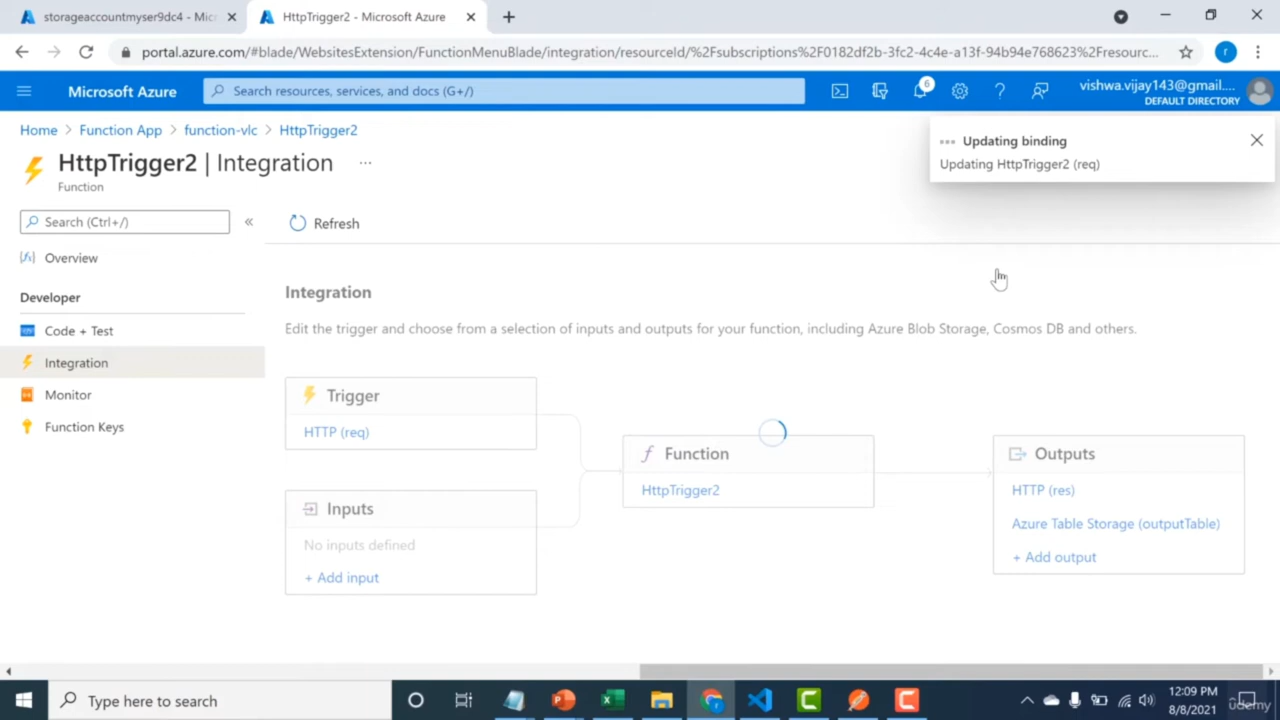 storageaccountmyser9dc4 - Mic
HttpTrigger2 - Microsoft Azure
portal.azure.com/#blade/WebsitesExtension/FunctionMenuBlade/integration/resourceId/%2Fsubscriptions%2F0182df2b-3fc2-4c4e-a13f-94b94e768623%2Fresourc...
r
Microsoft Azure
Search resources, services, and docs (G+/)
6
vishwa.vijay143@gmail....
DEFAULT DIRECTORY
Home > Function App > function-vlc > HttpTrigger2
Updating binding
Updating HttpTrigger2 (req)
HttpTrigger2 | Integration ...
Function
Search (Ctrl+/)
Refresh
Overview
Developer
Code + Test
Integration
Monitor
Function Keys
Integration
Edit the trigger and choose from a selection of inputs and outputs for your function, including Azure Blob Storage, Cosmos DB and others.
Trigger
HTTP (req)
Inputs
No inputs defined
+ Add input
Function
HttpTrigger2
Outputs
HTTP (res)
Azure Table Storage (outputTable)
+ Add output
Type here to search
12:09 PM
8/8/2021
udemy